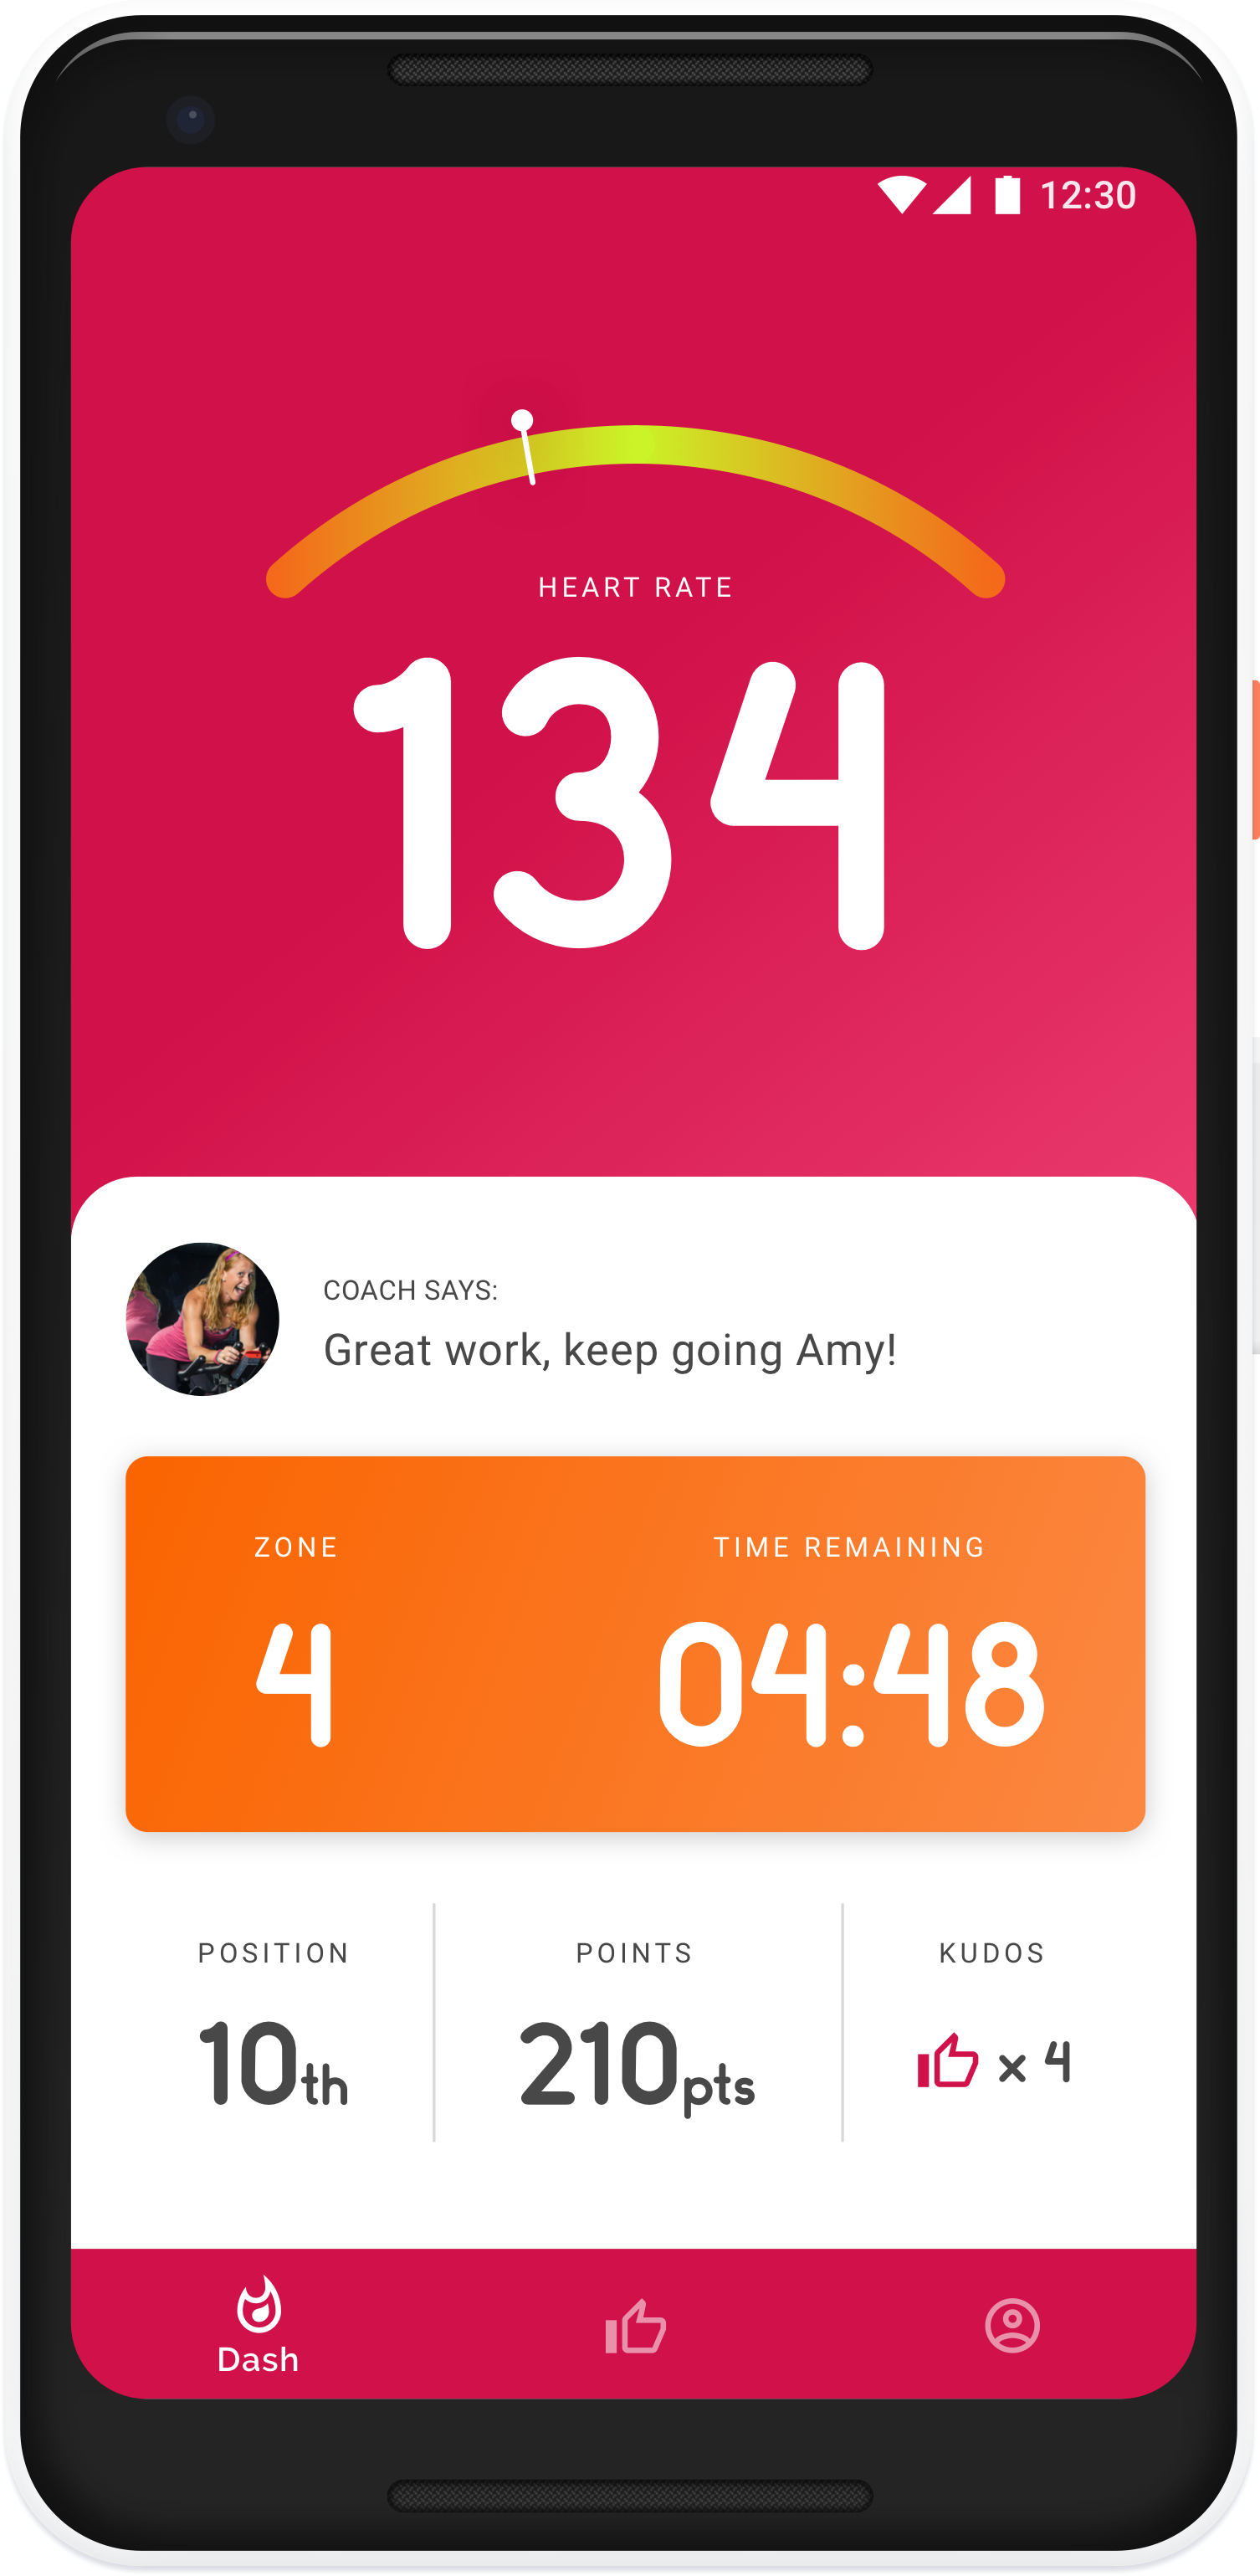 12:30
HEART RATE
134
COACH SAYS:
Great work, keep going Amy!
ZONE
TIME REMAINING
4
04:48
POSITION
POINTS
KUDOS
10th
210pts
x 4
Dash